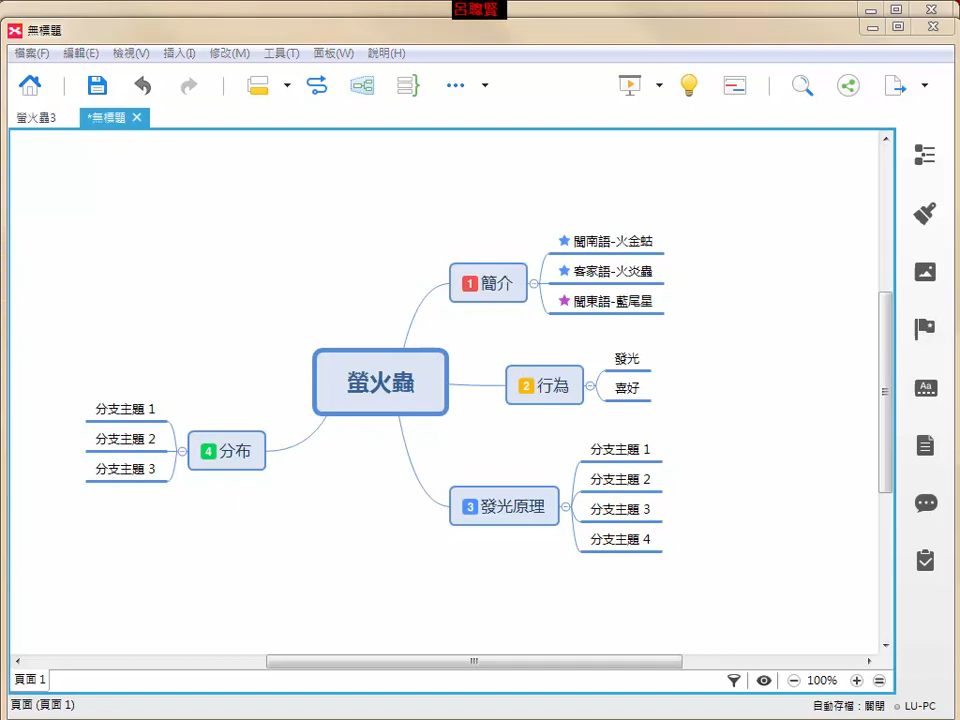 呂聰賢
無標題
檔案(F) 編輯(E) 檢視(V) 插入(I) 修改(M) 工具(T) 面板(W) 說明(H)
螢火蟲3 *無標題
閩南語-火金蛄
1 簡介 客家語-火炎蟲
閩東語-藍尾星
發光
螢火蟲 2 行為
喜好
分支主題 1
分支主題 2
4 分布
分支主題 3
分支主題 1
分支主題 2
3 發光原理
分支主題 3
分支主題 4
Aa
頁面 1 100%
頁面 (頁面 1) 自動存檔：關閉 LU-PC